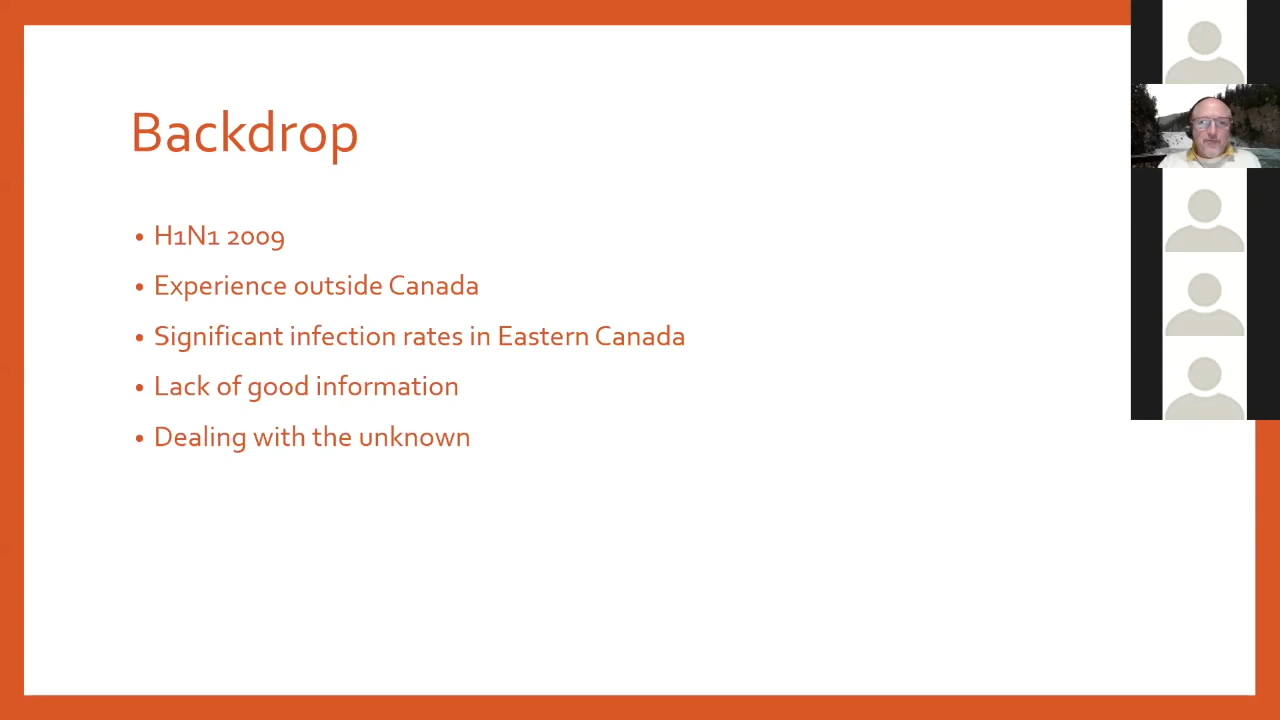 Backdrop
• H1N1 2009
• Experience outside Canada
• Significant infection rates in Eastern Canada
• Lack of good information
• Dealing with the unknown